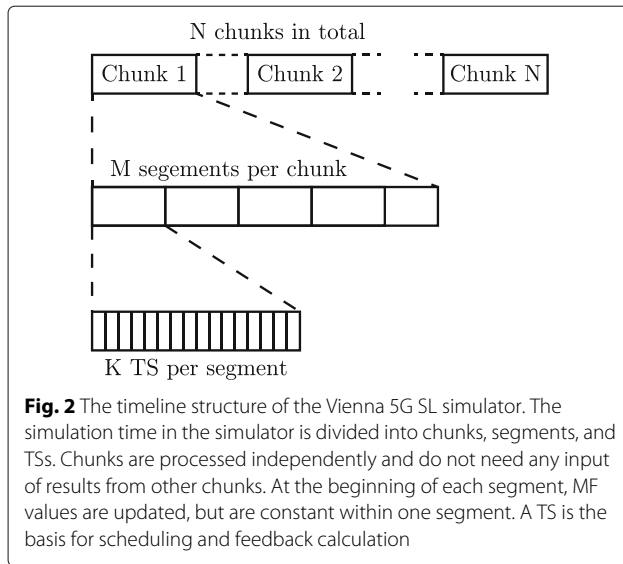 N chunks in total
Chunk 1
Chunk 2
Chunk N
M segements per chunk
K TS per segment
Fig. 2 The timeline structure of the Vienna 5G SL simulator. The
simulation time in the simulator is divided into chunks, segments, and
TSs. Chunks are processed independently and do not need any input
of results from other chunks. At the beginning of each segment, MF
values are updated, but are constant within one segment. A TS is the
basis for scheduling and feedback calculation